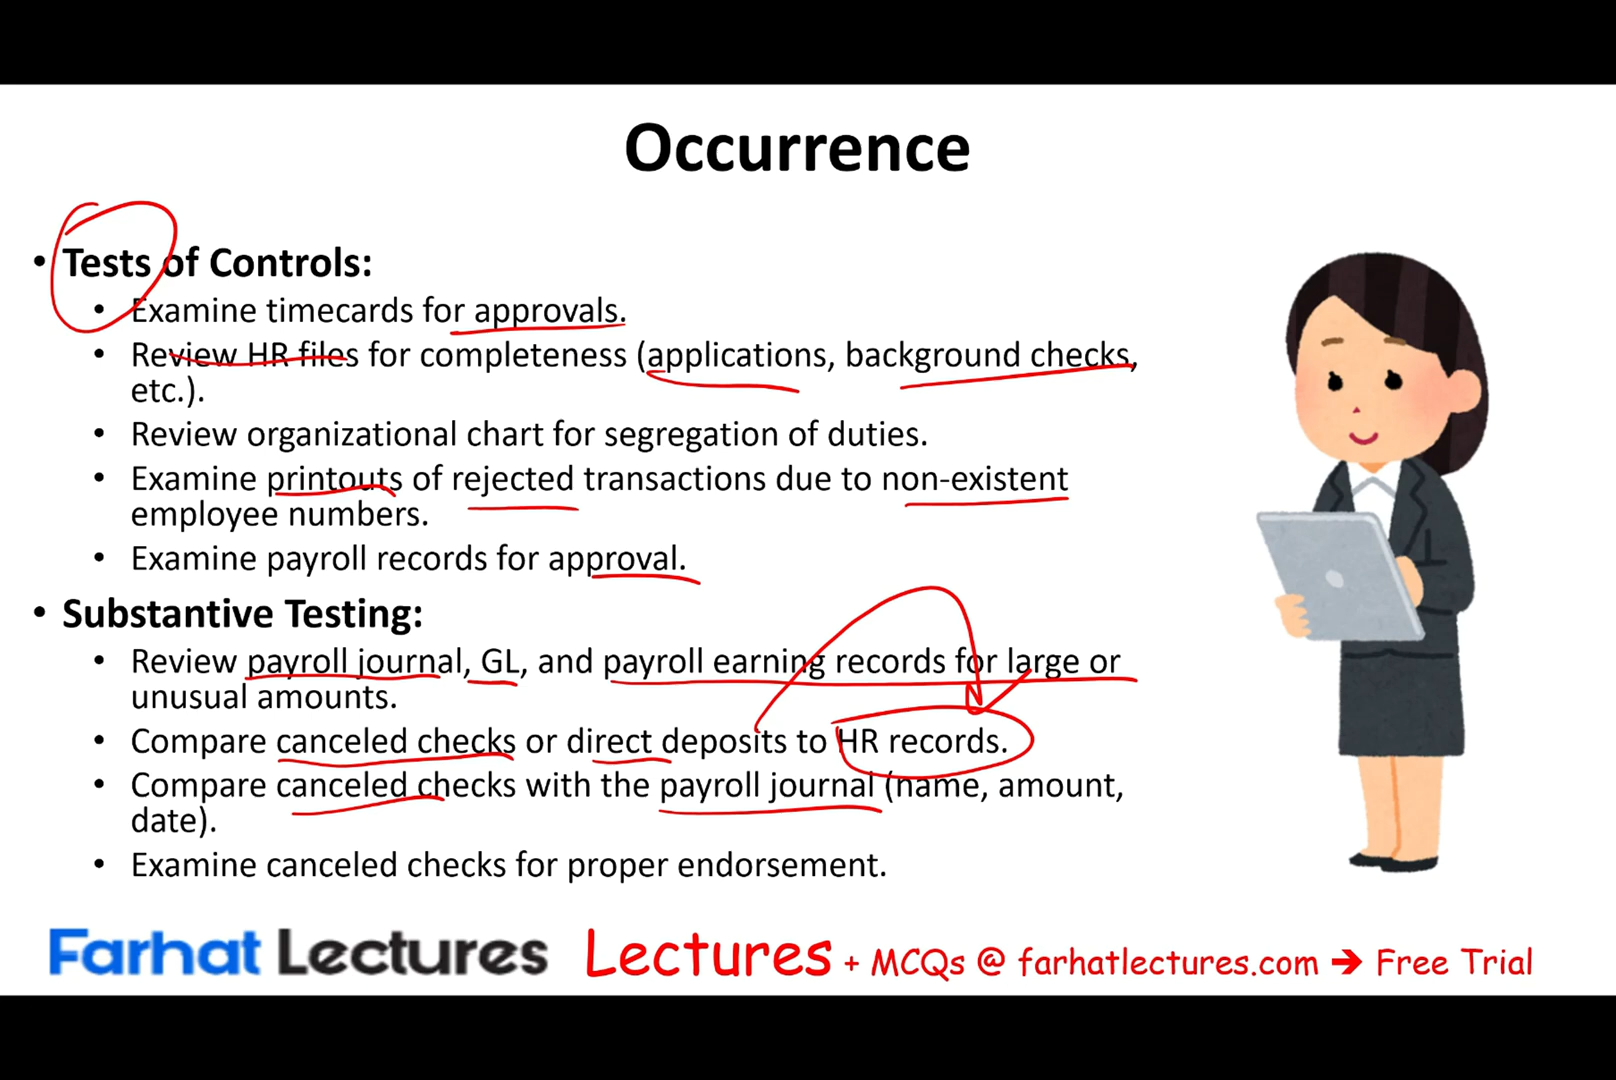 Occurrence
• Tests of Controls:
• Examine timecards for approvals.
• Review HR files for completeness (applications, background checks,
etc.).
• Review organizational chart for segregation of duties.
• Examine printouts of rejected transactions due to non-existent
employee numbers.
• Examine payroll records for approval.
• Substantive Testing:
• Review payroll journal, GL, and payroll earning records for large or
unusual amounts.
• Compare canceled checks or direct deposits to HR records.
• Compare canceled checks with the payroll journal (name, amount,
date).
• Examine canceled checks for proper endorsement.
Farhat Lectures Lectures + MCQs @ farhatlectures.com → Free Trial